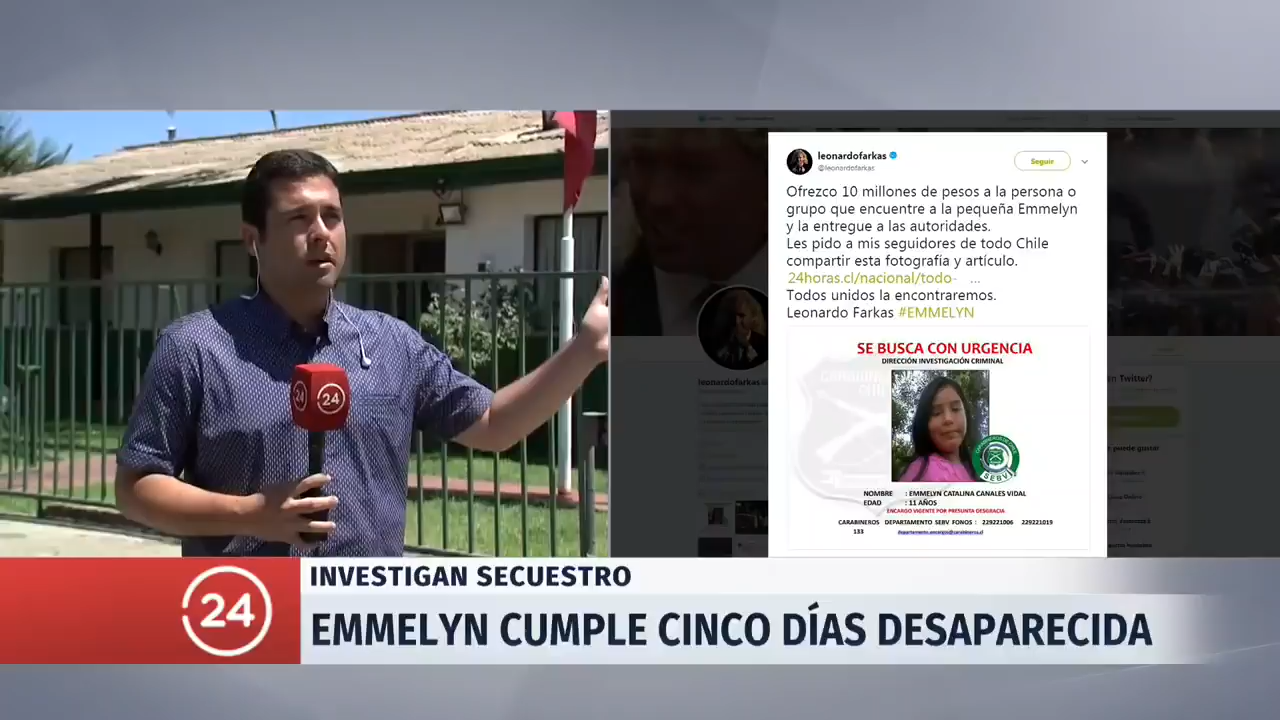 24
24
leonardofarkas
@leonardofarkas
Seguir
Ofrezco 10 millones de pesos a la persona o
grupo que encuentre a la pequeña Emmelyn
y la entregue a las autoridades.
Les pido a mis seguidores de todo Chile
compartir esta fotografía y artículo.
24horas.cl/nacional/todo- ...
Todos unidos la encontraremos.
Leonardo Farkas #EMMELYN
SE BUSCA CON URGENCIA
DIRECCIÓN INVESTIGACIÓN CRIMINAL
NOMBRE : EMMELYN CATALINA CANALES VIDAL
EDAD : 11 AÑOS
ENCARGO VIGENTE POR PRESUNTA DESGRACIA
CARABINEROS DEPARTAMENTO SEBV FONOS : 229221006 229221019
133
leonardofarkas
en Twitter?
24
INVESTIGAN SECUESTRO
EMMELYN CUMPLE CINCO DÍAS DESAPARECIDA